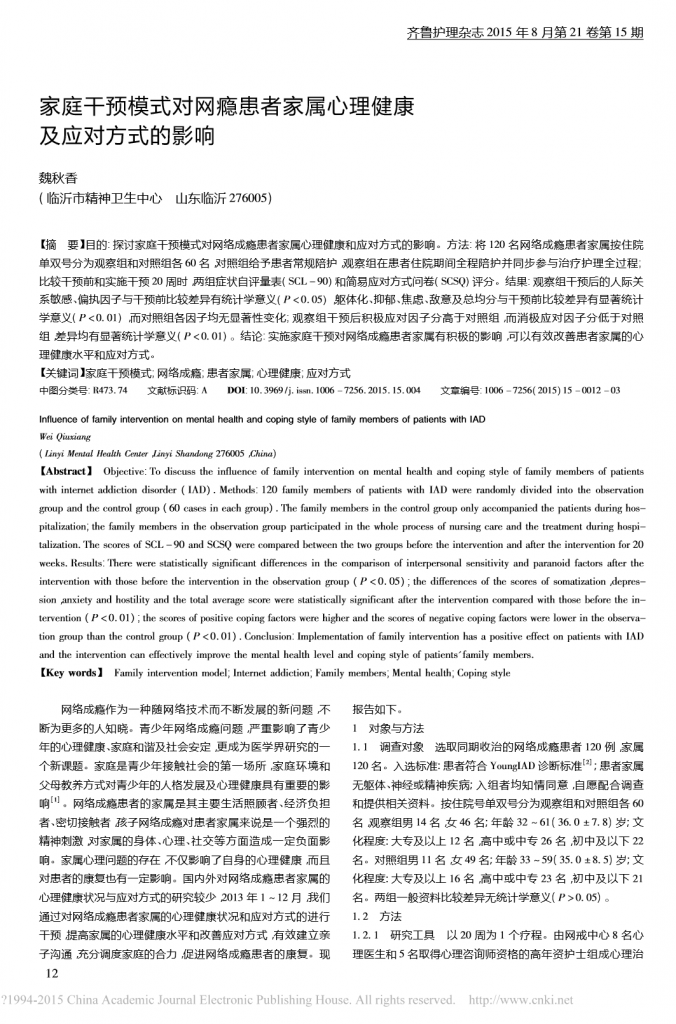 齐鲁护理杂志 2015 年 8 月第 21 卷第 15 期
家庭干预模式对网瘾患者家属心理健康
及应对方式的影响
魏秋香
( 临沂市精神卫生中心　山东临沂 276005)
【摘　要】目的: 探讨家庭干预模式对网络成瘾患者家属心理健康和应对方式的影响。方法: 将 120 名网络成瘾患者家属按住院
单双号分为观察组和对照组各 60 名 ,对照组给予患者常规陪护 ,观察组在患者住院期间全程陪护并同步参与治疗护理全过程;
比较干预前和实施干预 20 周时 ,两组症状自评量表( SCL - 90) 和简易应对方式问卷( SCSQ) 评分。结果: 观察组干预后的人际关
系敏感、偏执因子与干预前比较差异有统计学意义( P < 0. 05) ,躯体化、抑郁、焦虑、敌意及总均分与干预前比较差异有显著统计
学意义( P < 0. 01) ,而对照组各因子均无显著性变化; 观察组干预后积极应对因子分高于对照组 ,而消极应对因子分低于对照
组 ,差异均有显著统计学意义( P < 0. 01) 。结论: 实施家庭干预对网络成瘾患者家属有积极的影响 ,可以有效改善患者家属的心
理健康水平和应对方式。
【关键词】家庭干预模式; 网络成瘾; 患者家属; 心理健康; 应对方式
中图分类号: R473. 74　文献标识码: A　DOI: 10. 3969 /j. issn. 1006 - 7256. 2015. 15. 004　文章编号: 1006 - 7256( 2015) 15 - 0012 - 03
Influence of family intervention on mental health and coping style of family members of patients with IAD
Wei Qiuxiang
( Linyi Mental Health Center ,Linyi Shandong 276005 ,China)
【Abstract】 Objective: To discuss the influence of family intervention on mental health and coping style of family members of patients
with internet addiction disorder ( IAD) . Methods: 120 family members of patients with IAD were randomly divided into the observation
group and the control group ( 60 cases in each group) . The family members in the control group only accompanied the patients during hos-
pitalization; the family members in the observation group participated in the whole process of nursing care and the treatment during hospi-
talization. The scores of SCL - 90 and SCSQ were compared between the two groups before the intervention and after the intervention for 20
weeks. Results: There were statistically significant differences in the comparison of interpersonal sensitivity and paranoid factors after the
intervention with those before the intervention in the observation group ( P < 0. 05) ; the differences of the scores of somatization ,depres-
sion ,anxiety and hostility and the total average score were statistically significant after the intervention compared with those before the in-
tervention ( P < 0. 01) ; the scores of positive coping factors were higher and the scores of negative coping factors were lower in the observa-
tion group than the control group ( P < 0. 01) . Conclusion: Implementation of family intervention has a positive effect on patients with IAD
and the intervention can effectively improve the mental health level and coping style of patients' family members.
【Key words】 Family intervention model; Internet addiction; Family members; Mental health; Coping style
网络成瘾作为一种随网络技术而不断发展的新问题 ,不
断为更多的人知晓。青少年网络成瘾问题 ,严重影响了青少
年的心理健康、家庭和谐及社会安定 ,更成为医学界研究的一
个新课题。家庭是青少年接触社会的第一场所 ,家庭环境和
父母教养方式对青少年的人格发展及心理健康具有重要的影
响[1] 。网络成瘾患者的家属是其主要生活照顾者、经济负担
者、密切接触者 ,孩子网络成瘾对患者家属来说是一个强烈的
精神刺激 ,对家属的身体、心理、社交等方面造成一定负面影
响。家属心理问题的存在 ,不仅影响了自身的心理健康 ,而且
对患者的康复也有一定影响。国内外对网络成瘾患者家属的
心理健康状况与应对方式的研究较少 ,2013 年 1 ~ 12 月 ,我们
通过对网络成瘾患者家属的心理健康状况和应对方式的进行
干预 ,提高家属的心理健康水平和改善应对方式 ,有效建立亲
子沟通 ,充分调度家庭的合力 ,促进网络成瘾患者的康复。现
报告如下。
1　对象与方法
1. 1　调查对象　选取同期收治的网络成瘾患者 120 例 ,家属
120 名。入选标准: 患者符合 YoungIAD 诊断标准[2] ; 患者家属
无躯体、神经或精神疾病; 入组者均知情同意 ,自愿配合调查
和提供相关资料。按住院号单双号分为观察组和对照组各 60
名 ,观察组男 14 名 ,女 46 名; 年龄 32 ~ 61( 36. 0 ± 7. 8) 岁; 文
化程度: 大专及以上 12 名 ,高中或中专 26 名 ,初中及以下 22
名。对照组男 11 名 ,女 49 名; 年龄 33 ~ 59( 35. 0 ± 8. 5) 岁; 文
化程度: 大专及以上 16 名 ,高中或中专 23 名 ,初中及以下 21
名。两组一般资料比较差异无统计学意义( P > 0. 05) 。
1. 2　方法
1. 2. 1　研究工具　以 20 周为 1 个疗程。由网戒中心 8 名心
理医生和 5 名取得心理咨询师资格的高年资护士组成心理治
12
?1994-2015 China Academic Journal Electronic Publishing House. All rights reserved.　http://www.cnki.net